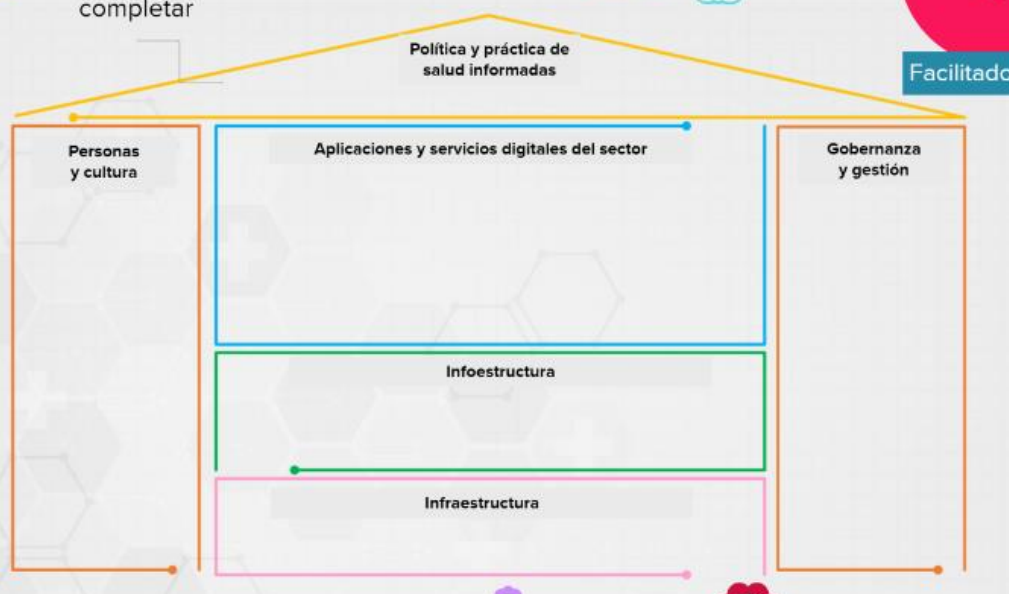 completar
Política y práctica de
salud informadas
Facilitado
Personas
y cultura
Aplicaciones y servicios digitales del sector
Gobernanza
y gestión
Infoestructura
Infraestructura